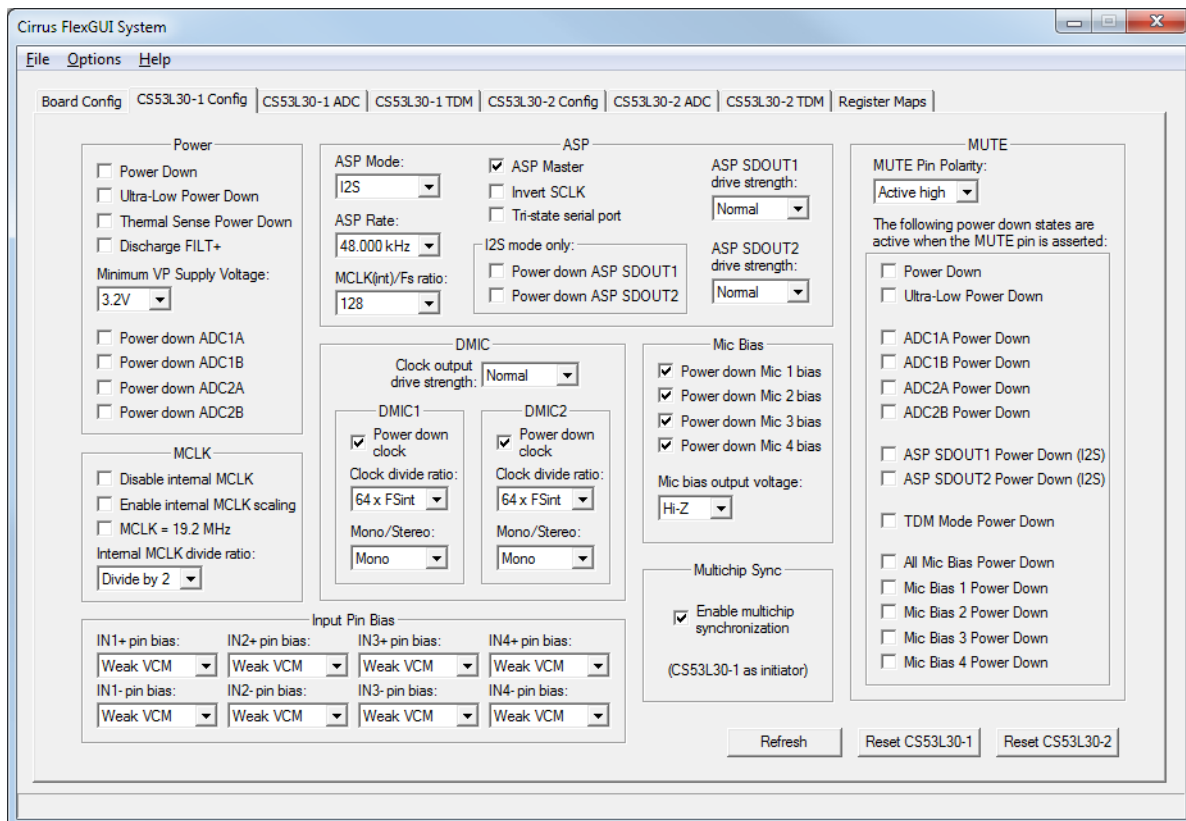 Cirrus FlexGUI System
File Options Help
Board Config CS53L30-1 Config CS53L30-1 ADC CS53L30-1 TDM CS53L30-2 Config CS53L30-2 ADC CS53L30-2 TDM Register Maps
Power
Power Down
Ultra-Low Power Down
Thermal Sense Power Down
Discharge FILT+
Minimum VP Supply Voltage:
3.2V
Power down ADC1A
Power down ADC1B
Power down ADC2A
Power down ADC2B
MCLK
Disable internal MCLK
Enable internal MCLK scaling
MCLK = 19.2 MHz
Internal MCLK divide ratio:
Divide by 2
ASP
ASP Mode:
I2S
ASP Rate:
48.000 kHz
MCLK(int)/Fs ratio:
128
ASP Master
Invert SCLK
Tri-state serial port
I2S mode only:
Power down ASP SDOUT1
Power down ASP SDOUT2
ASP SDOUT1
drive strength:
Normal
ASP SDOUT2
drive strength:
Normal
DMIC
Clock output
drive strength:
Normal
DMIC1
Power down
clock
Clock divide ratio:
64 x FSint
Mono/Stereo:
Mono
DMIC2
Power down
clock
Clock divide ratio:
64 x FSint
Mono/Stereo:
Mono
Mic Bias
Power down Mic 1 bias
Power down Mic 2 bias
Power down Mic 3 bias
Power down Mic 4 bias
Mic bias output voltage:
Hi-Z
Multichip Sync
Enable multichip
synchronization
(CS53L30-1 as initiator)
Input Pin Bias
IN1+ pin bias: IN2+ pin bias: IN3+ pin bias: IN4+ pin bias:
Weak VCM Weak VCM Weak VCM Weak VCM
IN1- pin bias: IN2- pin bias: IN3- pin bias: IN4- pin bias:
Weak VCM Weak VCM Weak VCM Weak VCM
MUTE
MUTE Pin Polarity:
Active high
The following power down states are
active when the MUTE pin is asserted:
Power Down
Ultra-Low Power Down
ADC1A Power Down
ADC1B Power Down
ADC2A Power Down
ADC2B Power Down
ASP SDOUT1 Power Down (I2S)
ASP SDOUT2 Power Down (I2S)
TDM Mode Power Down
All Mic Bias Power Down
Mic Bias 1 Power Down
Mic Bias 2 Power Down
Mic Bias 3 Power Down
Mic Bias 4 Power Down
Refresh Reset CS53L30-1 Reset CS53L30-2